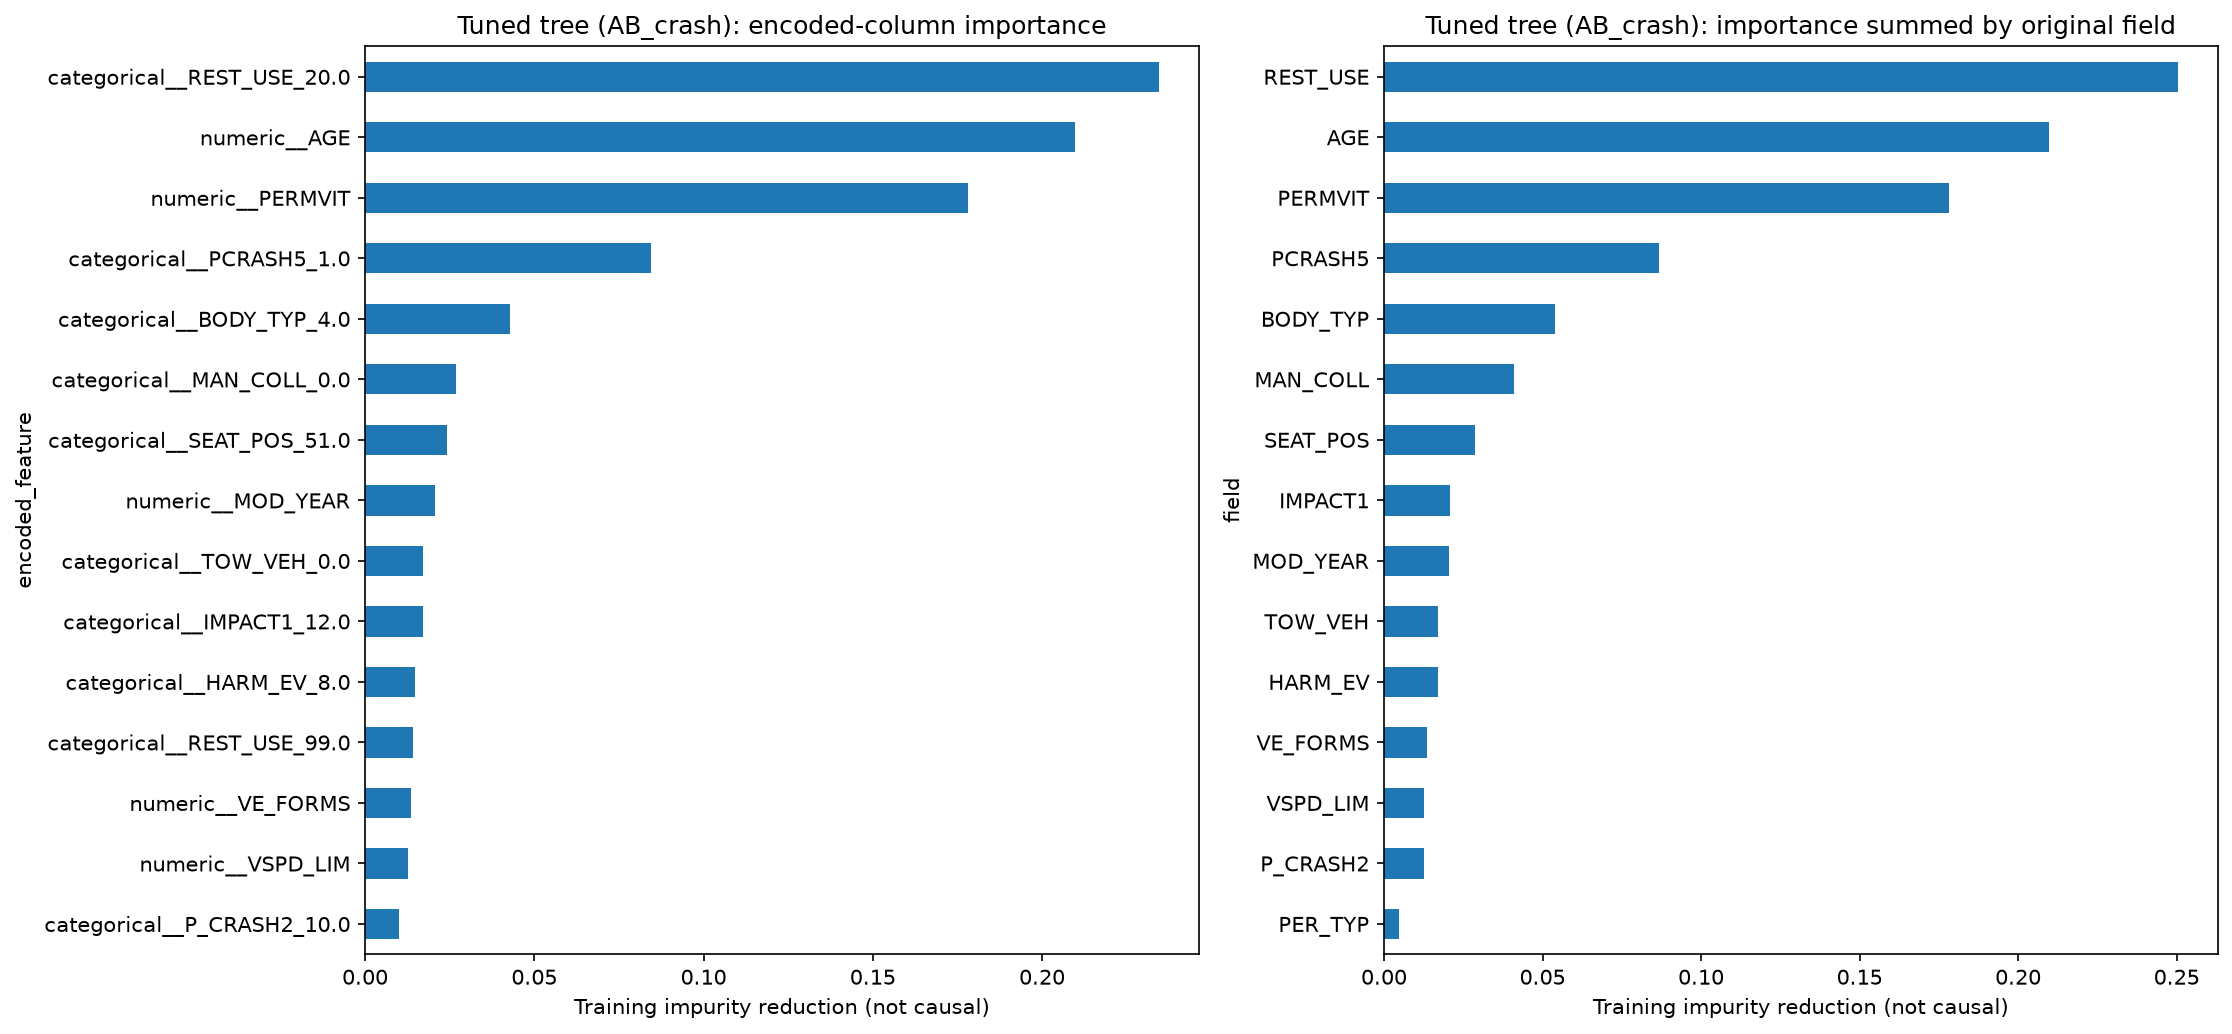 Tuned tree (AB_crash): encoded-column importance
encoded_feature
categorical__REST_USE_20.0
numeric__AGE
numeric__PERMVIT
categorical__PCRASH5_1.0
categorical__BODY_TYP_4.0
categorical__MAN_COLL_0.0
categorical__SEAT_POS_51.0
numeric__MOD_YEAR
categorical__TOW_VEH_0.0
categorical__IMPACT1_12.0
categorical__HARM_EV_8.0
categorical__REST_USE_99.0
numeric__VE_FORMS
numeric__VSPD_LIM
categorical__P_CRASH2_10.0
0.00 0.05 0.10 0.15 0.20
Training impurity reduction (not causal)
Tuned tree (AB_crash): importance summed by original field
field
REST_USE
AGE
PERMVIT
PCRASH5
BODY_TYP
MAN_COLL
SEAT_POS
IMPACT1
MOD_YEAR
TOW_VEH
HARM_EV
VE_FORMS
VSPD_LIM
P_CRASH2
PER_TYP
0.00 0.05 0.10 0.15 0.20 0.25
Training impurity reduction (not causal)